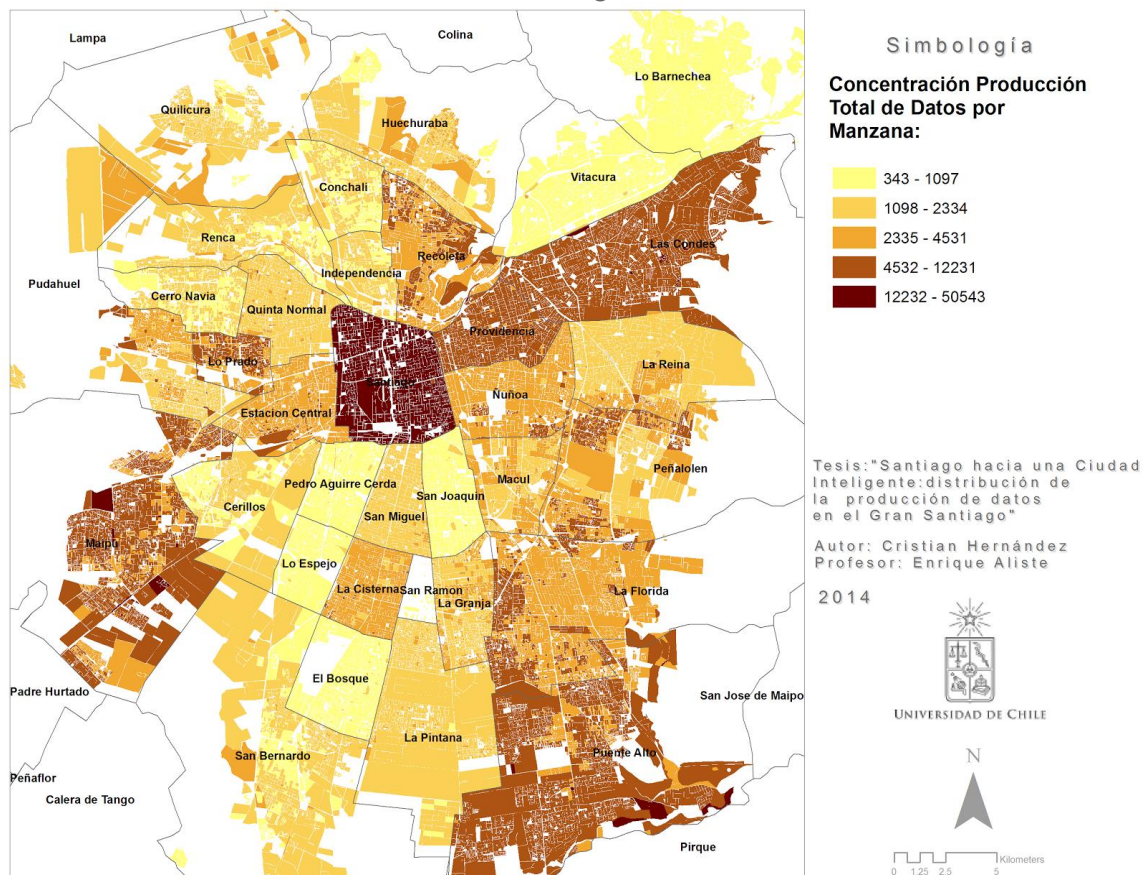 Lampa
Colina
Lo Barnechea
Quilicura
Huechuraba
Vitacura
Conchali
Renca
Las Condes
Recoleta
Independencia
Pudahuel
Cerro Navia
Quinta Normal
Providencia
Lo Prado
La Reina
Santiago
Ñuñoa
Estacion Central
Peñalolen
Macul
Pedro Aguirre Cerda
San Joaquin
Cerillos
San Miguel
Maipu
Lo Espejo
La Cisterna
San Ramon
La Granja
La Florida
El Bosque
Padre Hurtado
San Jose de Maipo
La Pintana
Puente Alto
San Bernardo
Peñaflor
Calera de Tango
Pirque
Simbología
Concentración Producción
Total de Datos por
Manzana:
343 - 1097
1098 - 2334
2335 - 4531
4532 - 12231
12232 - 50543
Tesis:"Santiago hacia una Ciudad
Inteligente:distribución de
la producción de datos
en el Gran Santiago"
Autor: Cristian Hernández
Profesor: Enrique Aliste
2014
UNIVERSIDAD DE CHILE
N
Kilometers
0 1.25 2.5 5